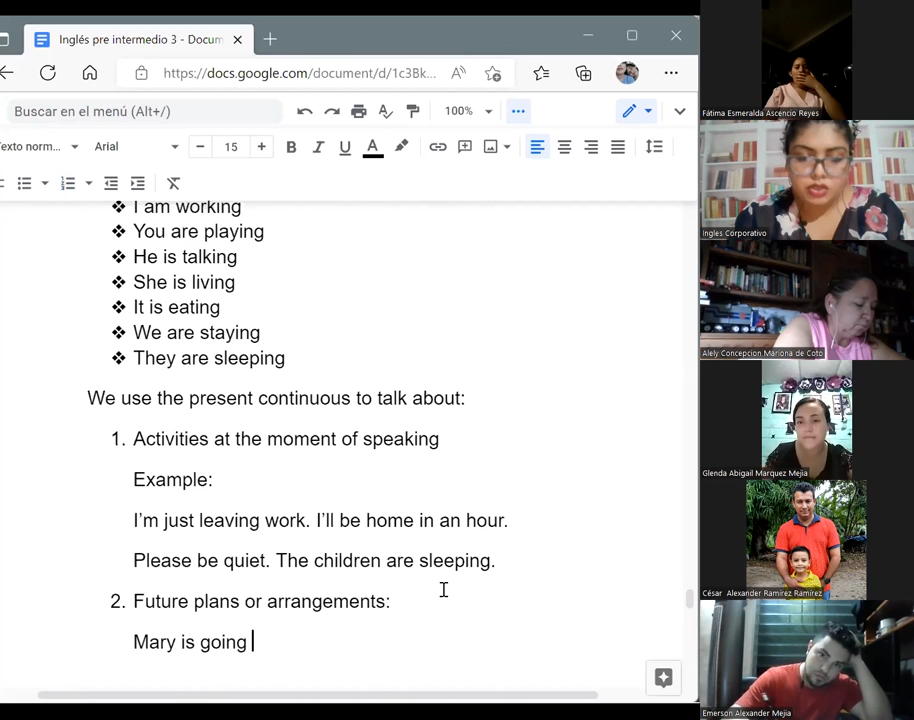 Inglés pre intermedio 3 - Docum
https://docs.google.com/document/d/1c3Bk...
Buscar en el menú (Alt+/)
100%
exto norm...
Arial
15
I am working
You are playing
He is talking
She is living
It is eating
We are staying
They are sleeping
We use the present continuous to talk about:
1. Activities at the moment of speaking
Example:
I'm just leaving work. I'll be home in an hour.
Please be quiet. The children are sleeping.
2. Future plans or arrangements:
Mary is going
Fátima Esmeralda Ascencio Reyes
Ingles Corporativo
Alely Concepcion Mariona de Coto
Glenda Abigail Marquez Mejia
César Alexander Ramírez Ramírez
Emerson Alexander Mejia